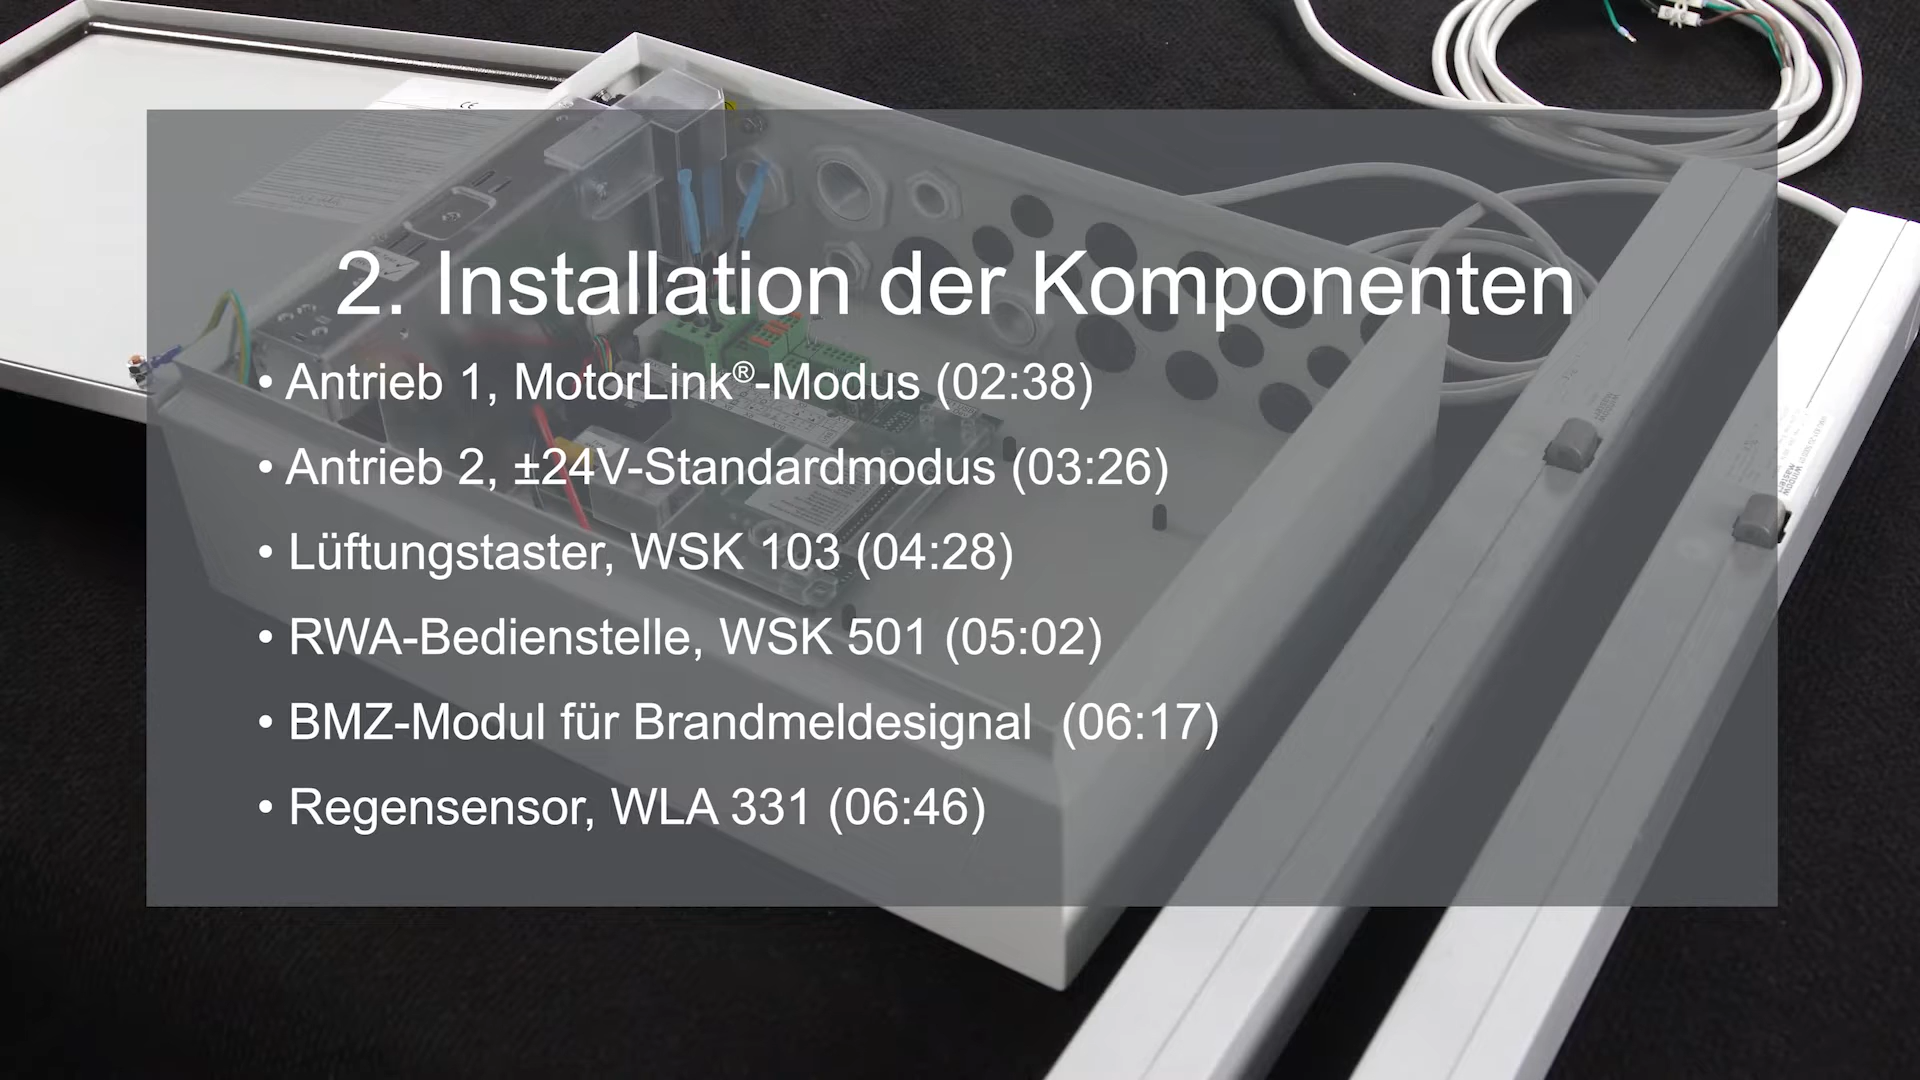 2. Installation der Komponenten
• Antrieb 1, MotorLink®-Modus (02:38)
• Antrieb 2, ±24V-Standardmodus (03:26)
• Lüftungstaster, WSK 103 (04:28)
• RWA-Bedienstelle, WSK 501 (05:02)
• BMZ-Modul für Brandmeldesignal (06:17)
• Regensensor, WLA 331 (06:46)